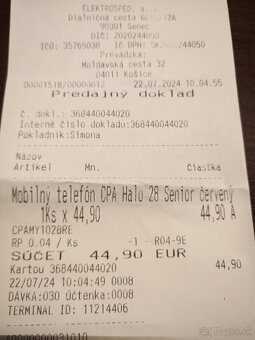 ELEKTROSPED, a. s.
Diaľničná cesta 6015/12A
90301 Senec
DIČ: 2020244050
IČO: 35765038 IČ DPH: SK2020244050
Prevádzka:
Moldavská cesta 32
04011 Košice
00001518/00000012 22.07.2024 10.04.55
Predajný doklad
Č. dokl.: 368440044020
Interné číslo dokladu:368440044020
Pokladník:Simona
Názov
Artikel Mn. Čiastka
Mobilný telefón CPA Halo 28 Senior červený
1Ks x 44,90 44,90 A
CPAMY1028RE
RP 0.04 / Ks -1 - R04-9E
SÚČET 44,90 EUR
Kartou 368440044020 44,90
22/07/24 10:04:49 0008
DÁVKA:030 Účtenka:0008
TERMINAL ID: 11214406